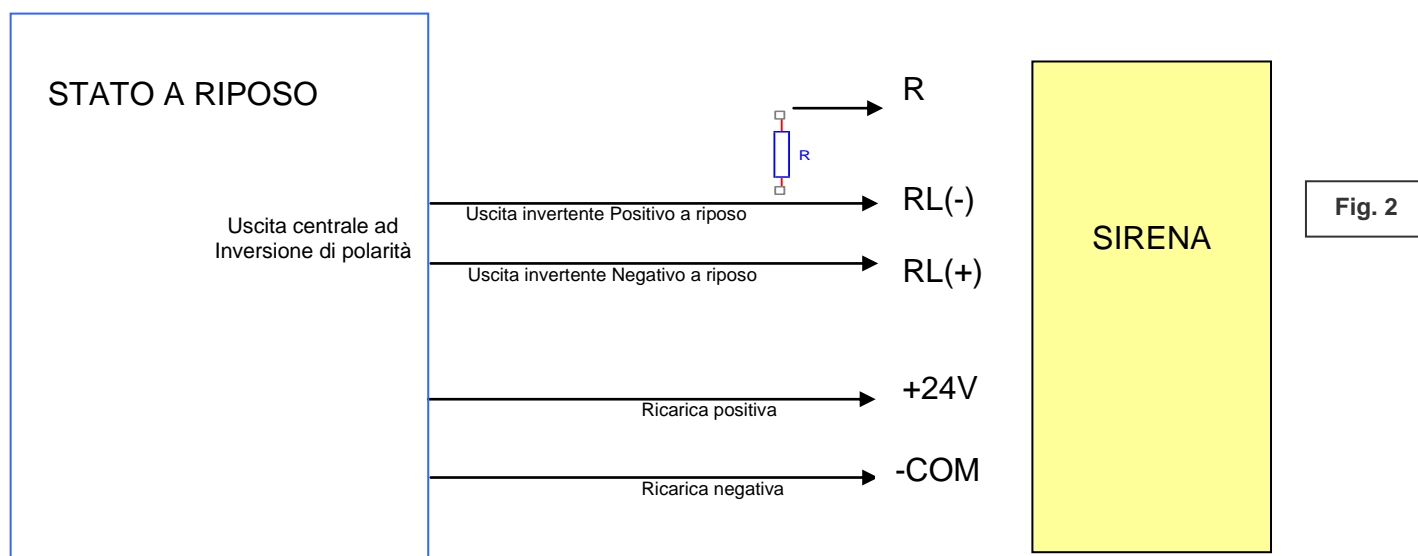 STATO A RIPOSO
R
R
Uscita centrale ad
Inversione di polarità
Uscita invertente Positivo a riposo
RL(-)
Uscita invertente Negativo a riposo
RL(+)
Ricarica positiva
+24V
Ricarica negativa
-COM
SIRENA
Fig. 2